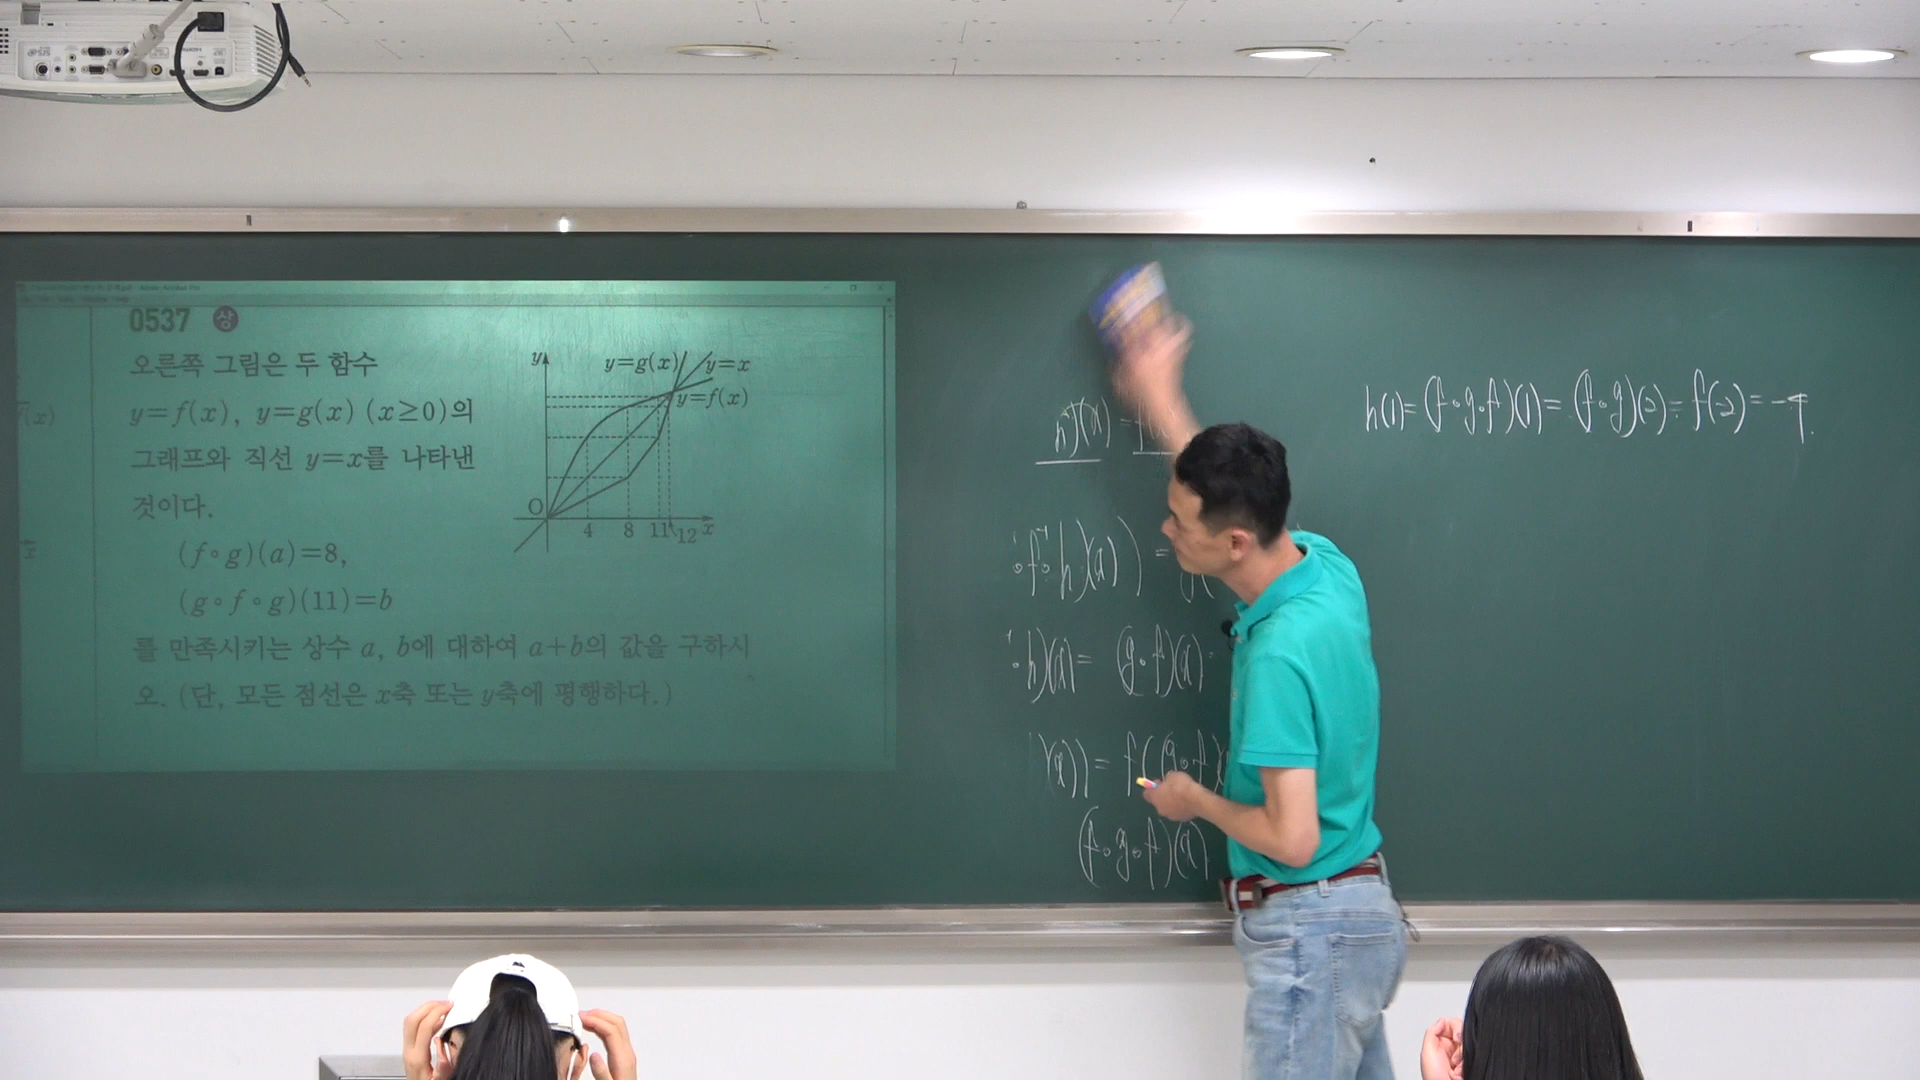 0537 상
오른쪽 그림은 두 함수
y=f(x), y=g(x) (x≥0)의
그래프와 직선 y=x를 나타낸
것이다.
(f∘g)(a)=8,
(g∘f∘g)(11)=b
를 만족시키는 상수 a, b에 대하여 a+b의 값을 구하시
오. (단, 모든 점선은 x축 또는 y축에 평행하다.)
y
y=g(x)
y=x
y=f(x)
O
4 8 11 12 x
f(x)
∘f⁻¹∘h)(x)) =
∘h)(x)= (g∘f)(x)
(x))= f((g∘f)(
(f∘g∘f)(x)
h(1)=(f∘g∘f)(1)=(f∘g)(2)=f(-2)=-7.